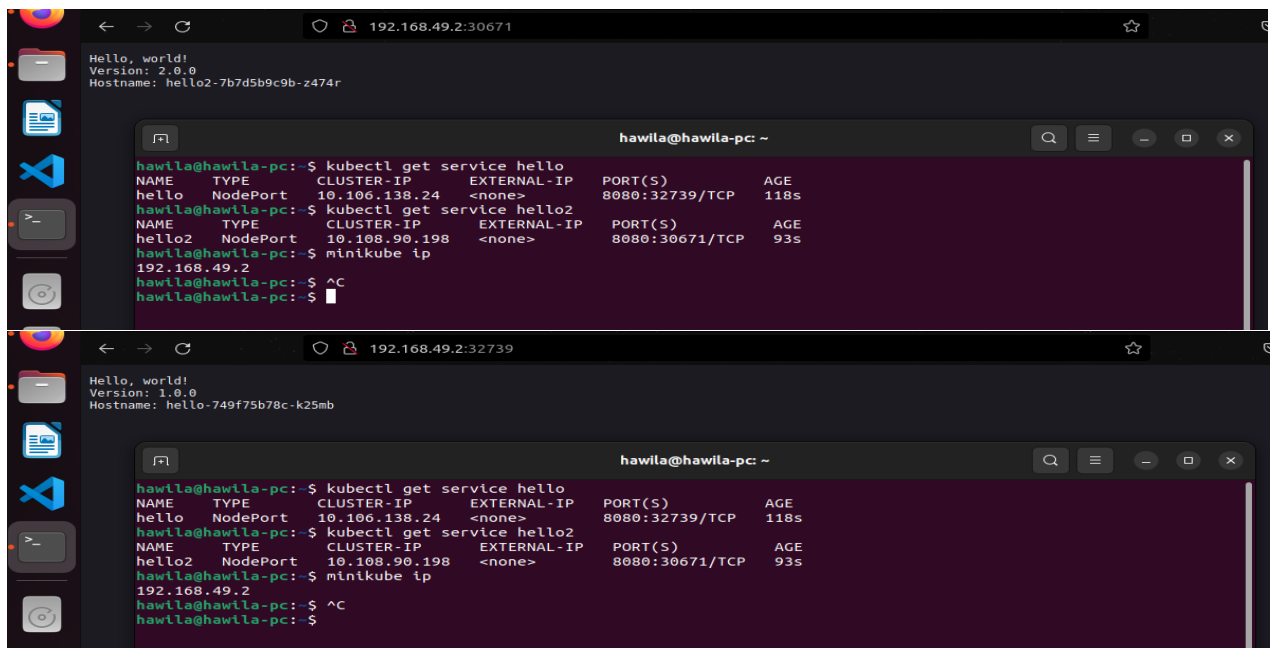 192.168.49.2:30671
Hello, world!
Version: 2.0.0
Hostname: hello2-7b7d5b9c9b-z474r
hawila@hawila-pc: ~
hawila@hawila-pc:~$ kubectl get service hello
NAME TYPE CLUSTER-IP EXTERNAL-IP PORT(S) AGE
hello NodePort 10.106.138.24 <none> 8080:32739/TCP 118s
hawila@hawila-pc:~$ kubectl get service hello2
NAME TYPE CLUSTER-IP EXTERNAL-IP PORT(S) AGE
hello2 NodePort 10.108.90.198 <none> 8080:30671/TCP 93s
hawila@hawila-pc:~$ minikube ip
192.168.49.2
hawila@hawila-pc:~$ ^C
hawila@hawila-pc:~$
192.168.49.2:32739
Hello, world!
Version: 1.0.0
Hostname: hello-749f75b78c-k25mb
hawila@hawila-pc: ~
hawila@hawila-pc:~$ kubectl get service hello
NAME TYPE CLUSTER-IP EXTERNAL-IP PORT(S) AGE
hello NodePort 10.106.138.24 <none> 8080:32739/TCP 118s
hawila@hawila-pc:~$ kubectl get service hello2
NAME TYPE CLUSTER-IP EXTERNAL-IP PORT(S) AGE
hello2 NodePort 10.108.90.198 <none> 8080:30671/TCP 93s
hawila@hawila-pc:~$ minikube ip
192.168.49.2
hawila@hawila-pc:~$ ^C
hawila@hawila-pc:~$